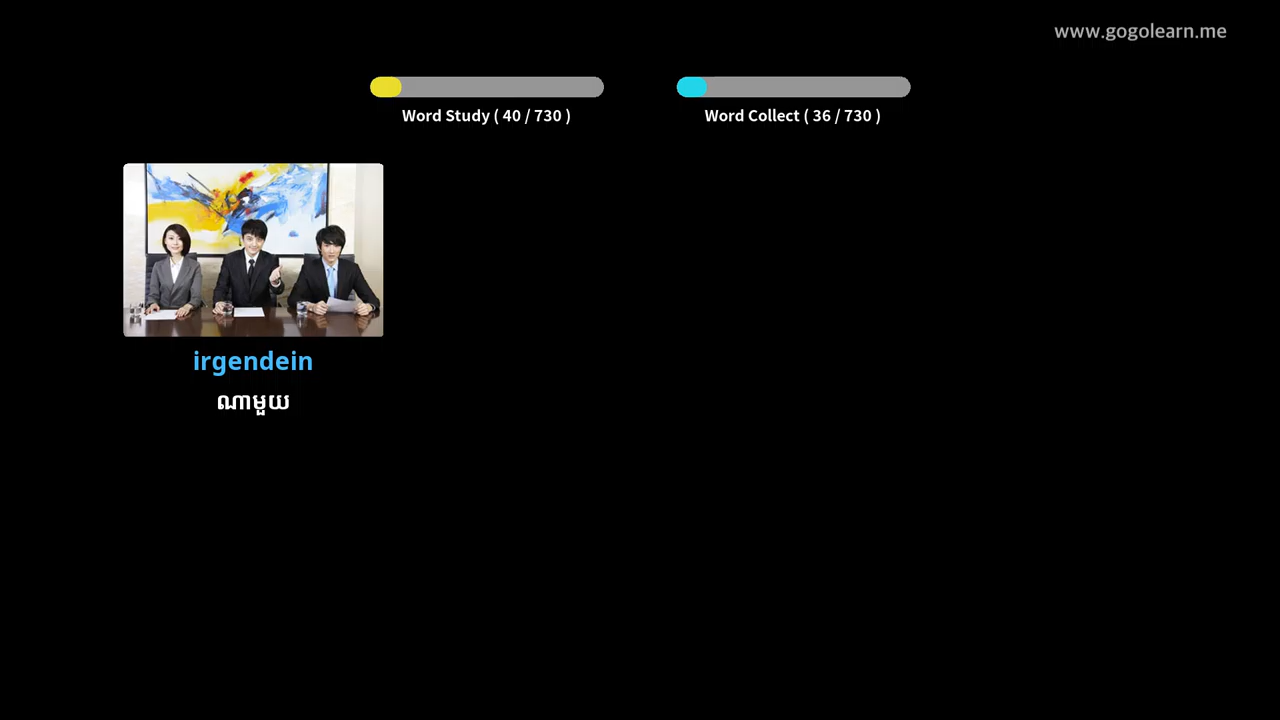 www.gogolearn.me
Word Study ( 40 / 730 )
Word Collect ( 36 / 730 )
irgendein
ណាមួយ